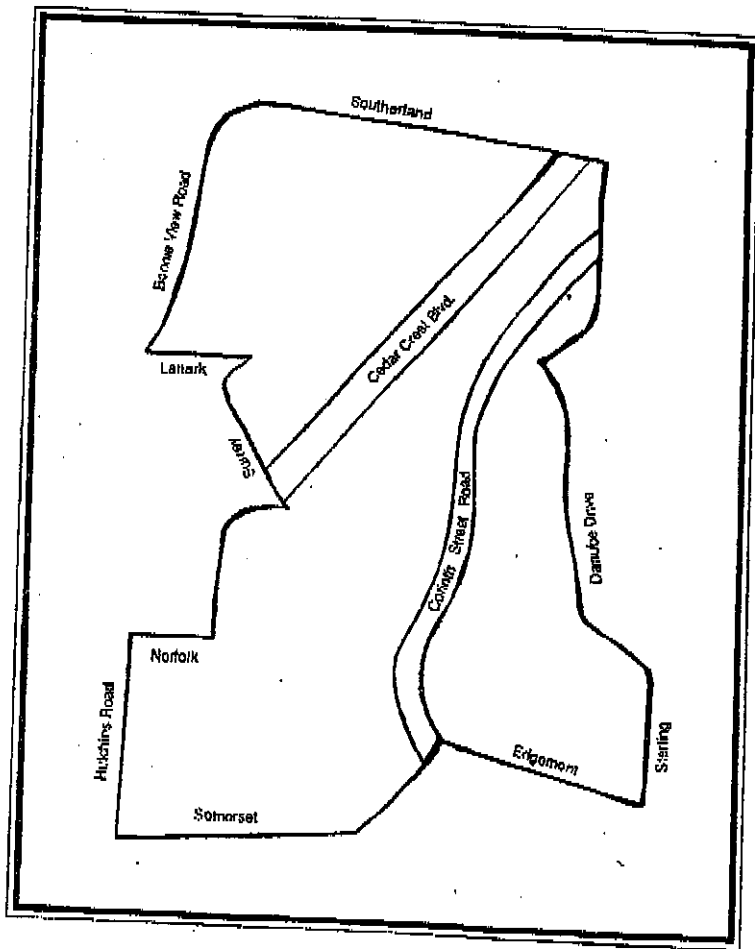 Southerland
Bonnie View Road
Lanark
Cedar Crest Blvd.
Surrey
Corinth Street Road
Danube Drive
Norfolk
Hutchins Road
Edgemont
Sterling
Somerset